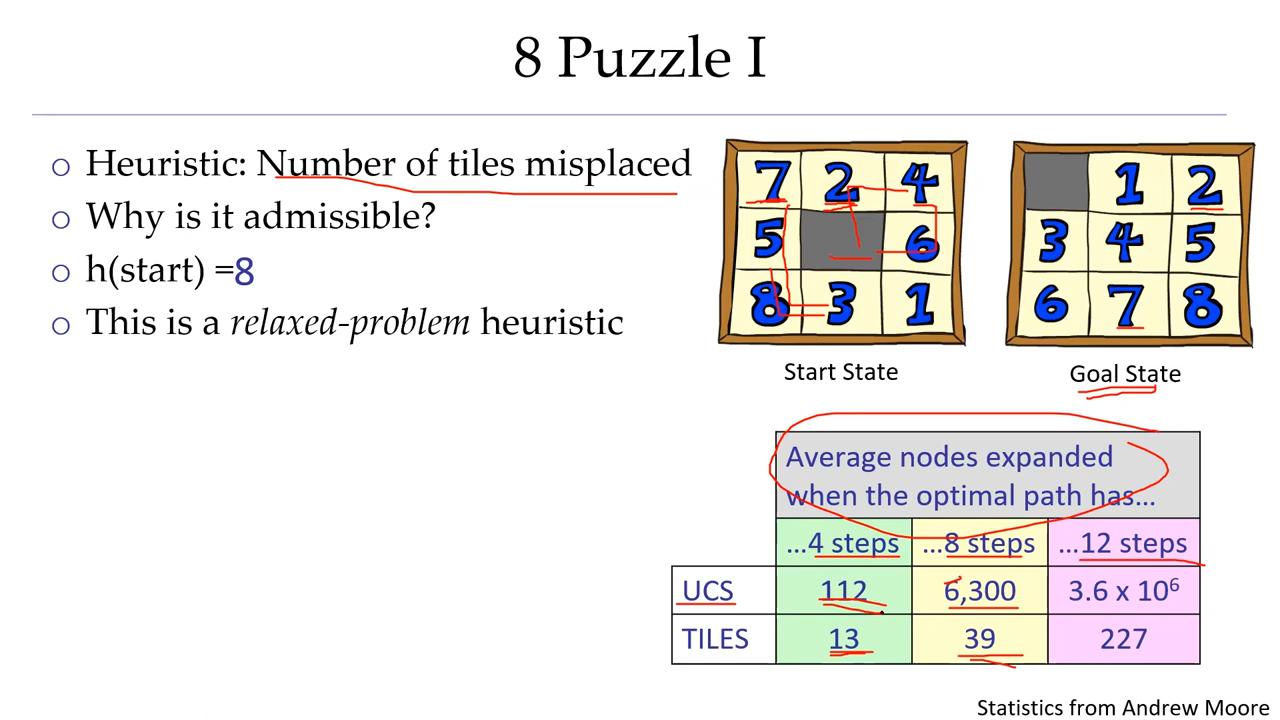 8 Puzzle I
Heuristic: Number of tiles misplaced
Why is it admissible?
h(start) =8
This is a relaxed-problem heuristic
7 2 4
5 6
8 3 1
Start State
1 2
3 4 5
6 7 8
Goal State
Average nodes expanded
when the optimal path has...
...4 steps ...8 steps ...12 steps
UCS 112 6,300 3.6 x 10⁶
TILES 13 39 227
Statistics from Andrew Moore